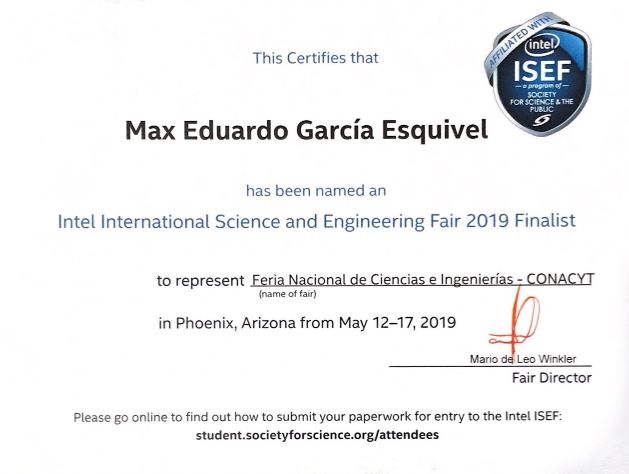 This Certifies that
AFFILIATED WITH
intel
ISEF
a program of
SOCIETY
FOR SCIENCE & THE
PUBLIC
Max Eduardo García Esquivel
has been named an
Intel International Science and Engineering Fair 2019 Finalist
to represent Feria Nacional de Ciencias e Ingenierías - CONACYT
(name of fair)
in Phoenix, Arizona from May 12–17, 2019
Mario de Leo Winkler
Fair Director
Please go online to find out how to submit your paperwork for entry to the Intel ISEF:
student.societyforscience.org/attendees